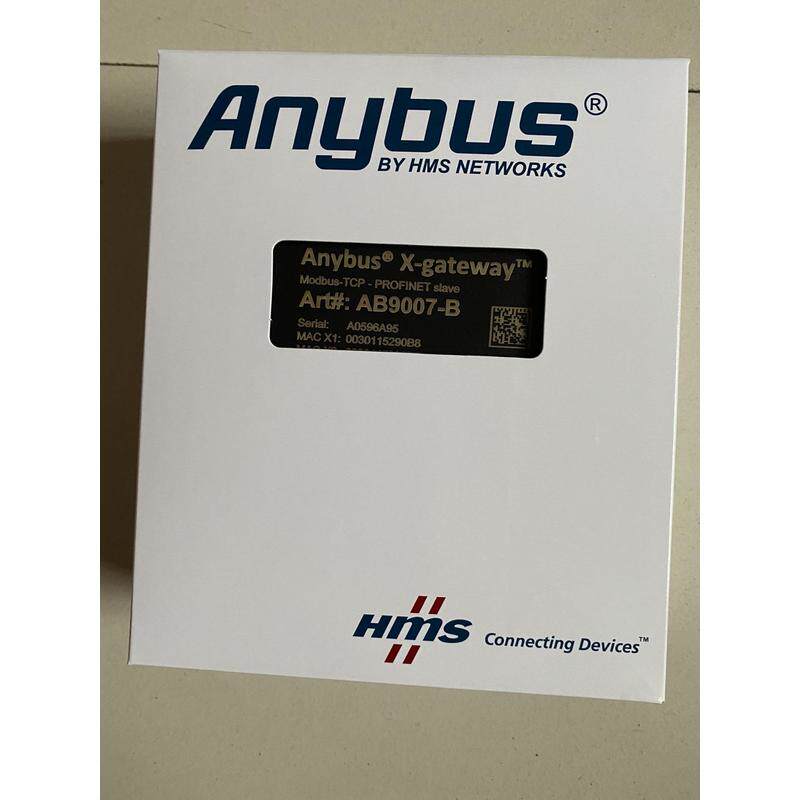 Anybus®
BY HMS NETWORKS
Anybus® X-gateway™
Modbus-TCP - PROFINET slave
Art#: AB9007-B
Serial: A0596A95
MAC X1: 0030115290B8
HMS Connecting Devices™